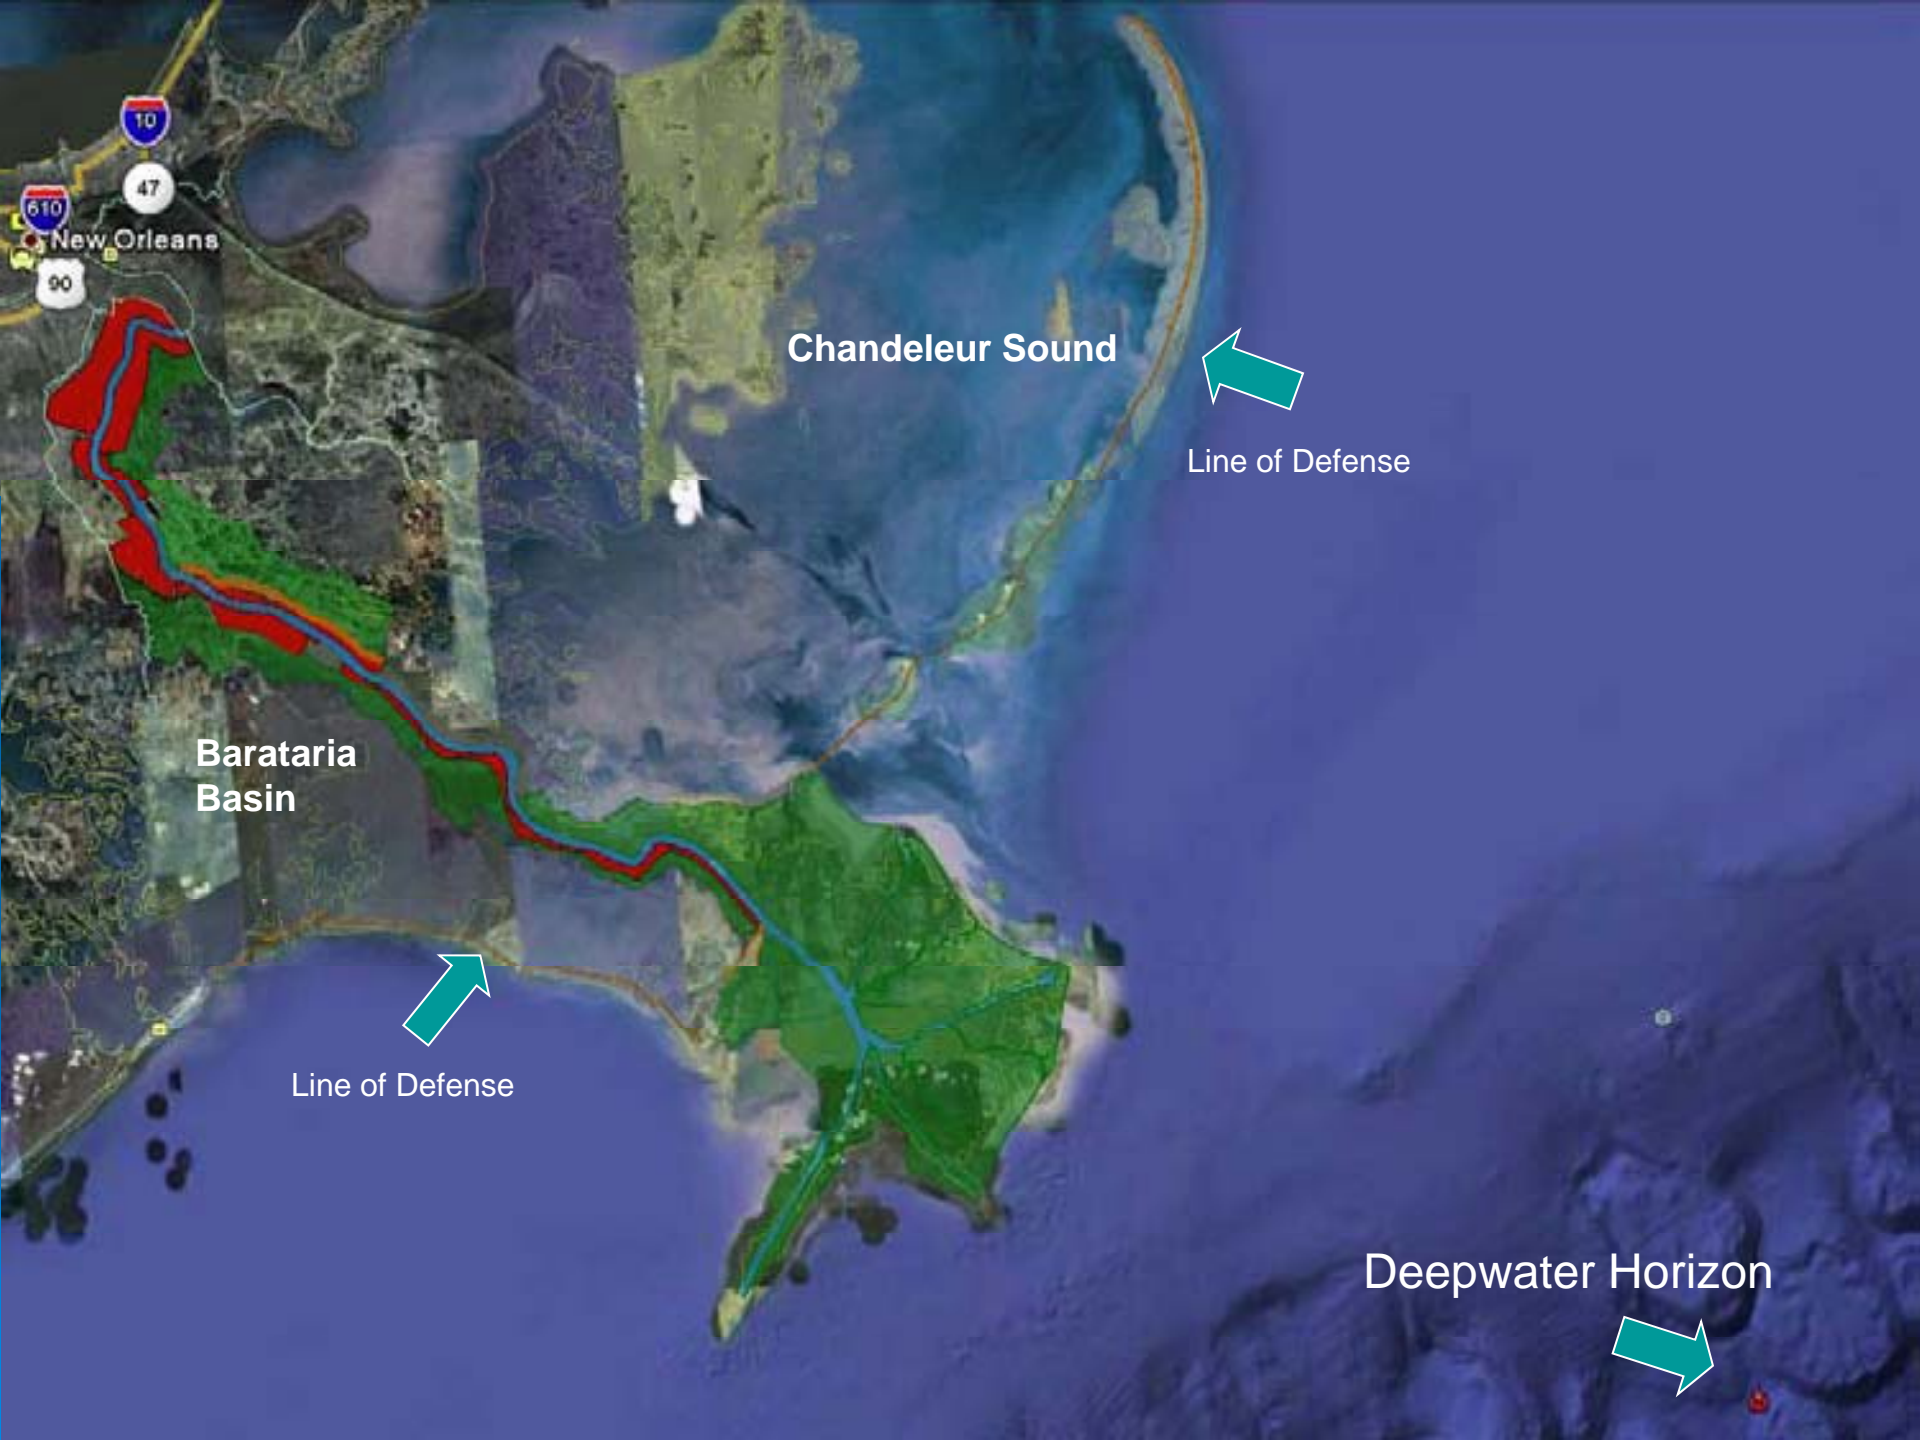 10
47
610
New Orleans
90
Chandeleur Sound
Line of Defense
Barataria
Basin
Line of Defense
Deepwater Horizon